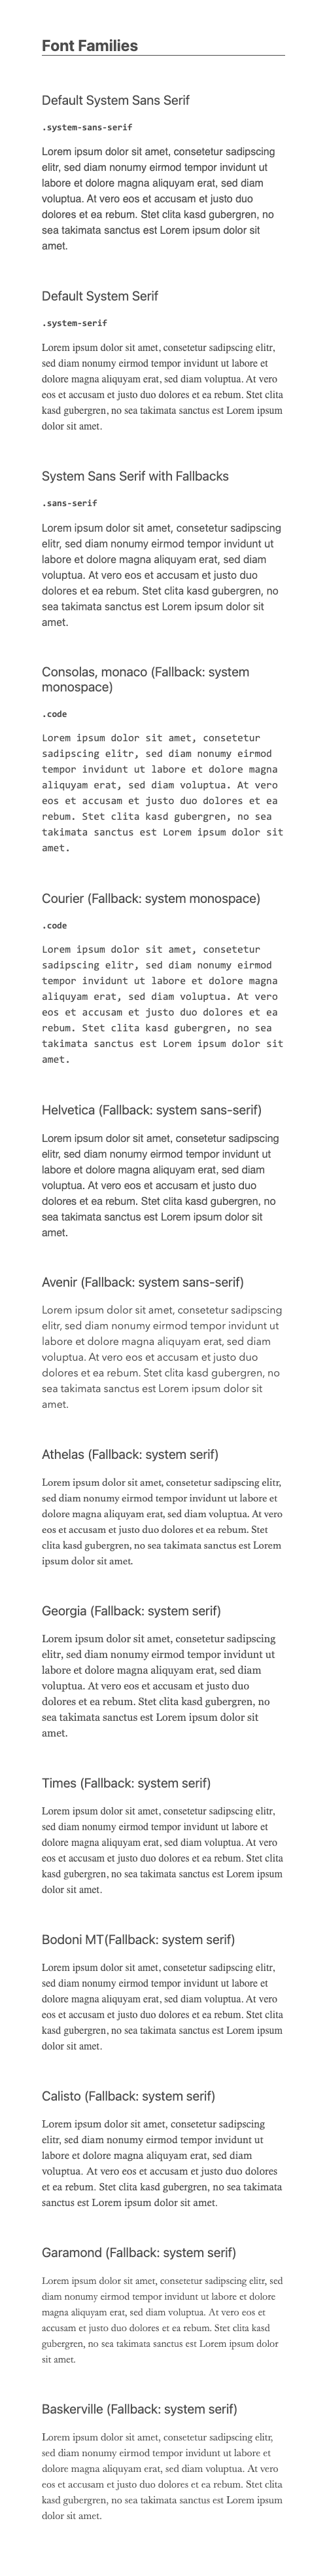 Font Families
Default System Sans Serif
.system-sans-serif
Lorem ipsum dolor sit amet, consetetur sadipscing
elitr, sed diam nonumy eirmod tempor invidunt ut
labore et dolore magna aliquyam erat, sed diam
voluptua. At vero eos et accusam et justo duo
dolores et ea rebum. Stet clita kasd gubergren, no
sea takimata sanctus est Lorem ipsum dolor sit
amet.
Default System Serif
.system-serif
Lorem ipsum dolor sit amet, consetetur sadipscing elitr,
sed diam nonumy eirmod tempor invidunt ut labore et
dolore magna aliquyam erat, sed diam voluptua. At vero
eos et accusam et justo duo dolores et ea rebum. Stet clita
kasd gubergren, no sea takimata sanctus est Lorem ipsum
dolor sit amet.
System Sans Serif with Fallbacks
.sans-serif
Lorem ipsum dolor sit amet, consetetur sadipscing
elitr, sed diam nonumy eirmod tempor invidunt ut
labore et dolore magna aliquyam erat, sed diam
voluptua. At vero eos et accusam et justo duo
dolores et ea rebum. Stet clita kasd gubergren, no
sea takimata sanctus est Lorem ipsum dolor sit
amet.
Consolas, monaco (Fallback: system
monospace)
.code
Lorem ipsum dolor sit amet, consetetur
sadipscing elitr, sed diam nonumy eirmod
tempor invidunt ut labore et dolore magna
aliquyam erat, sed diam voluptua. At vero
eos et accusam et justo duo dolores et ea
rebum. Stet clita kasd gubergren, no sea
takimata sanctus est Lorem ipsum dolor sit
amet.
Courier (Fallback: system monospace)
.code
Lorem ipsum dolor sit amet, consetetur
sadipscing elitr, sed diam nonumy eirmod
tempor invidunt ut labore et dolore magna
aliquyam erat, sed diam voluptua. At vero
eos et accusam et justo duo dolores et ea
rebum. Stet clita kasd gubergren, no sea
takimata sanctus est Lorem ipsum dolor sit
amet.
Helvetica (Fallback: system sans-serif)
Lorem ipsum dolor sit amet, consetetur sadipscing
elitr, sed diam nonumy eirmod tempor invidunt ut
labore et dolore magna aliquyam erat, sed diam
voluptua. At vero eos et accusam et justo duo
dolores et ea rebum. Stet clita kasd gubergren, no
sea takimata sanctus est Lorem ipsum dolor sit
amet.
Avenir (Fallback: system sans-serif)
Lorem ipsum dolor sit amet, consetetur sadipscing
elitr, sed diam nonumy eirmod tempor invidunt ut
labore et dolore magna aliquyam erat, sed diam
voluptua. At vero eos et accusam et justo duo
dolores et ea rebum. Stet clita kasd gubergren, no
sea takimata sanctus est Lorem ipsum dolor sit
amet.
Athelas (Fallback: system serif)
Lorem ipsum dolor sit amet, consetetur sadipscing elitr,
sed diam nonumy eirmod tempor invidunt ut labore et
dolore magna aliquyam erat, sed diam voluptua. At vero
eos et accusam et justo duo dolores et ea rebum. Stet
clita kasd gubergren, no sea takimata sanctus est Lorem
ipsum dolor sit amet.
Georgia (Fallback: system serif)
Lorem ipsum dolor sit amet, consetetur sadipscing
elitr, sed diam nonumy eirmod tempor invidunt ut
labore et dolore magna aliquyam erat, sed diam
voluptua. At vero eos et accusam et justo duo
dolores et ea rebum. Stet clita kasd gubergren, no
sea takimata sanctus est Lorem ipsum dolor sit
amet.
Times (Fallback: system serif)
Lorem ipsum dolor sit amet, consetetur sadipscing elitr,
sed diam nonumy eirmod tempor invidunt ut labore et
dolore magna aliquyam erat, sed diam voluptua. At vero
eos et accusam et justo duo dolores et ea rebum. Stet clita
kasd gubergren, no sea takimata sanctus est Lorem ipsum
dolor sit amet.
Bodoni MT(Fallback: system serif)
Lorem ipsum dolor sit amet, consetetur sadipscing elitr,
sed diam nonumy eirmod tempor invidunt ut labore et
dolore magna aliquyam erat, sed diam voluptua. At vero
eos et accusam et justo duo dolores et ea rebum. Stet clita
kasd gubergren, no sea takimata sanctus est Lorem ipsum
dolor sit amet.
Calisto (Fallback: system serif)
Lorem ipsum dolor sit amet, consetetur sadipscing
elitr, sed diam nonumy eirmod tempor invidunt ut
labore et dolore magna aliquyam erat, sed diam
voluptua. At vero eos et accusam et justo duo dolores
et ea rebum. Stet clita kasd gubergren, no sea takimata
sanctus est Lorem ipsum dolor sit amet.
Garamond (Fallback: system serif)
Lorem ipsum dolor sit amet, consetetur sadipscing elitr, sed
diam nonumy eirmod tempor invidunt ut labore et dolore
magna aliquyam erat, sed diam voluptua. At vero eos et
accusam et justo duo dolores et ea rebum. Stet clita kasd
gubergren, no sea takimata sanctus est Lorem ipsum dolor
sit amet.
Baskerville (Fallback: system serif)
Lorem ipsum dolor sit amet, consetetur sadipscing elitr,
sed diam nonumy eirmod tempor invidunt ut labore et
dolore magna aliquyam erat, sed diam voluptua. At vero
eos et accusam et justo duo dolores et ea rebum. Stet clita
kasd gubergren, no sea takimata sanctus est Lorem ipsum
dolor sit amet.